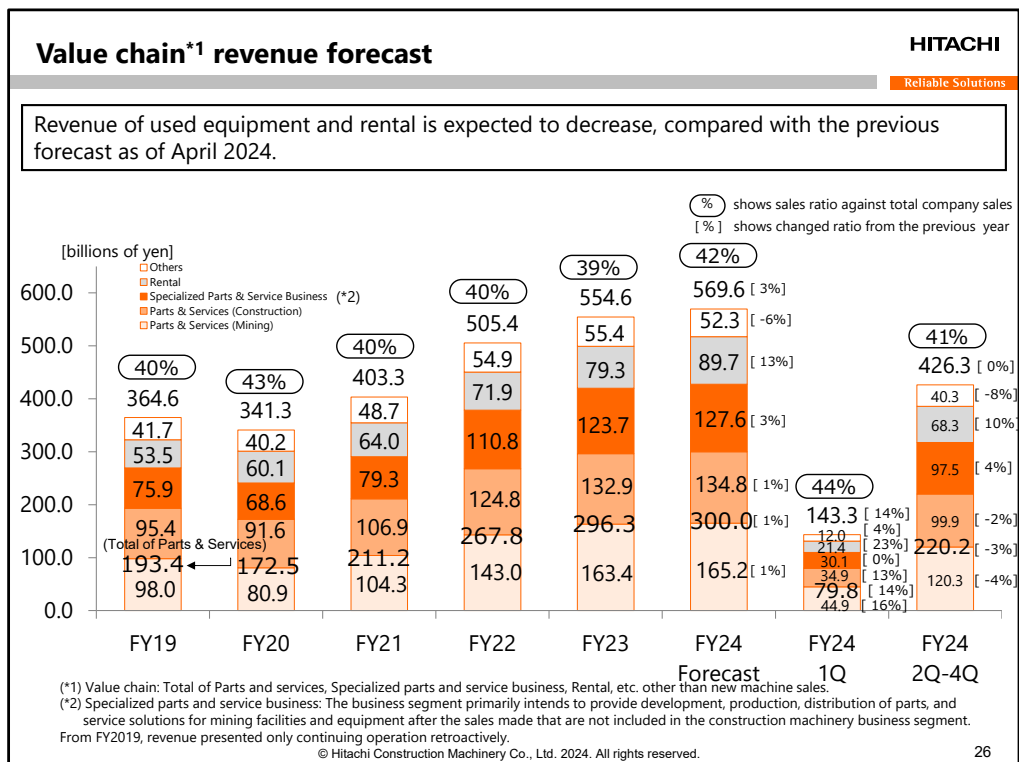 Value chain*1 revenue forecast
HITACHI
Reliable Solutions
Revenue of used equipment and rental is expected to decrease, compared with the previous
forecast as of April 2024.
% shows sales ratio against total company sales
[ % ] shows changed ratio from the previous year
[billions of yen]
Others
Rental
Specialized Parts & Service Business (*2)
Parts & Services (Construction)
Parts & Services (Mining)
600.0
500.0
400.0
300.0
200.0
100.0
0.0
40%
364.6
41.7
53.5
75.9
95.4
(Total of Parts & Services)
193.4
98.0
43%
341.3
40.2
60.1
68.6
91.6
172.5
80.9
40%
403.3
48.7
64.0
79.3
106.9
211.2
104.3
40%
505.4
54.9
71.9
110.8
124.8
267.8
143.0
39%
554.6
55.4
79.3
123.7
132.9
296.3
163.4
42%
569.6 [ 3%]
52.3 [ -6%]
89.7 [ 13%]
127.6 [ 3%]
134.8 [ 1%]
300.0 [ 1%]
165.2 [ 1%]
44%
143.3 [ 14%]
12.0 [ 4%]
21.4 [ 23%]
30.1 [ 0%]
34.9 [ 13%]
79.8 [ 14%]
44.9 [ 16%]
41%
426.3 [ 0%]
40.3 [ -8%]
68.3 [ 10%]
97.5 [ 4%]
99.9 [ -2%]
220.2 [ -3%]
120.3 [ -4%]
FY19 FY20 FY21 FY22 FY23 FY24 FY24 FY24
Forecast 1Q 2Q-4Q
(*1) Value chain: Total of Parts and services, Specialized parts and service business, Rental, etc. other than new machine sales.
(*2) Specialized parts and service business: The business segment primarily intends to provide development, production, distribution of parts, and
service solutions for mining facilities and equipment after the sales made that are not included in the construction machinery business segment.
From FY2019, revenue presented only continuing operation retroactively.
© Hitachi Construction Machinery Co., Ltd. 2024. All rights reserved.
26